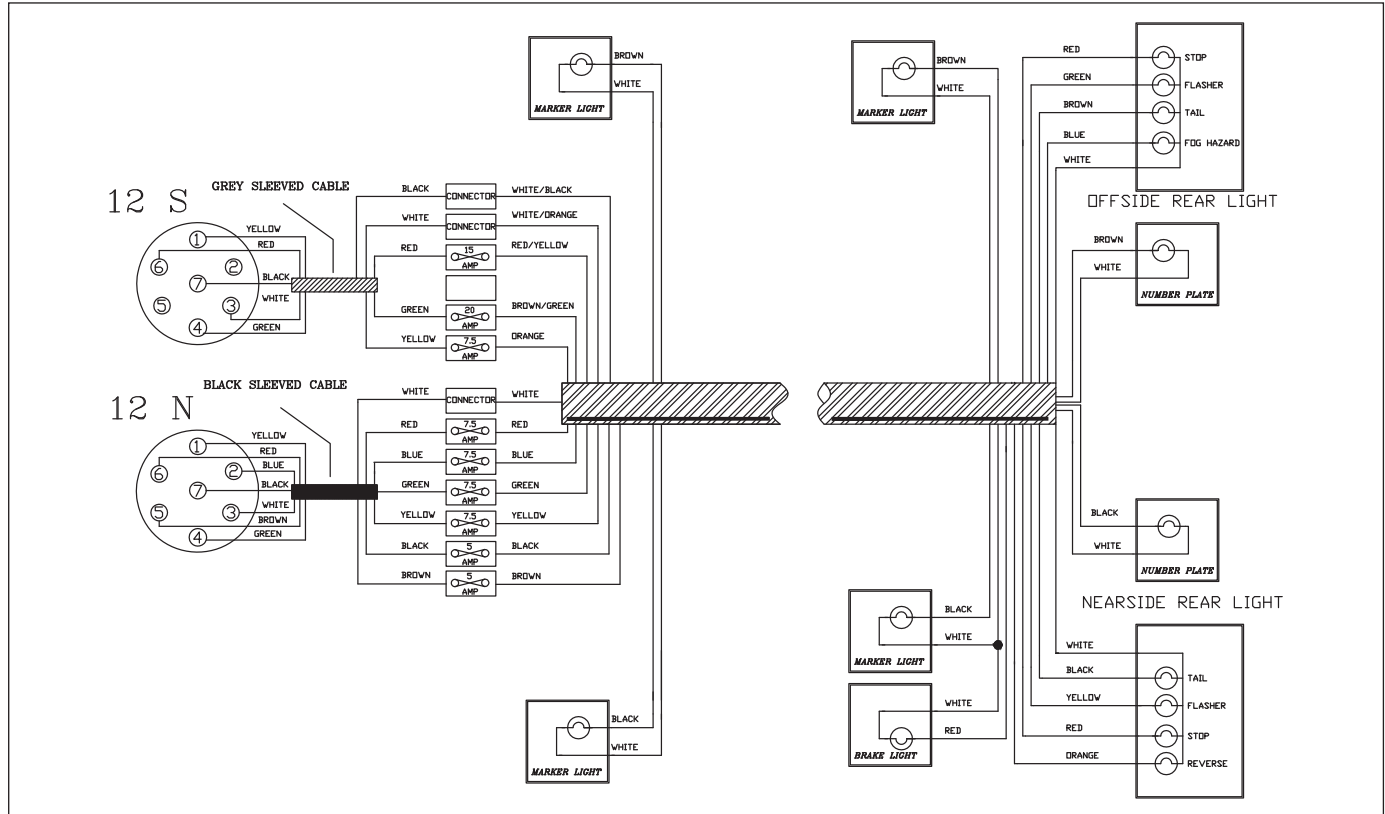 BROWN
WHITE
MARKER LIGHT
BROWN
WHITE
MARKER LIGHT
RED
GREEN
BROWN
BLUE
WHITE
STOP
FLASHER
TAIL
FOG HAZARD
OFFSIDE REAR LIGHT
BROWN
WHITE
NUMBER PLATE
12 S
GREY SLEEVED CABLE
YELLOW
RED
BLACK
WHITE
GREEN
1
6
2
7
5
3
4
BLACK CONNECTOR WHITE/BLACK
WHITE CONNECTOR WHITE/ORANGE
RED 15 AMP RED/YELLOW
GREEN 20 AMP BROWN/GREEN
YELLOW 7.5 AMP ORANGE
12 N
BLACK SLEEVED CABLE
YELLOW
RED
BLUE
BLACK
WHITE
BROWN
GREEN
1
6
2
7
5
3
4
WHITE CONNECTOR WHITE
RED 7.5 AMP RED
BLUE 7.5 AMP BLUE
GREEN 7.5 AMP GREEN
YELLOW 7.5 AMP YELLOW
BLACK 5 AMP BLACK
BROWN 5 AMP BROWN
BLACK
WHITE
NUMBER PLATE
NEARSIDE REAR LIGHT
BLACK
WHITE
MARKER LIGHT
WHITE
RED
BRAKE LIGHT
WHITE
BLACK
YELLOW
RED
ORANGE
TAIL
FLASHER
STOP
REVERSE
BLACK
WHITE
MARKER LIGHT